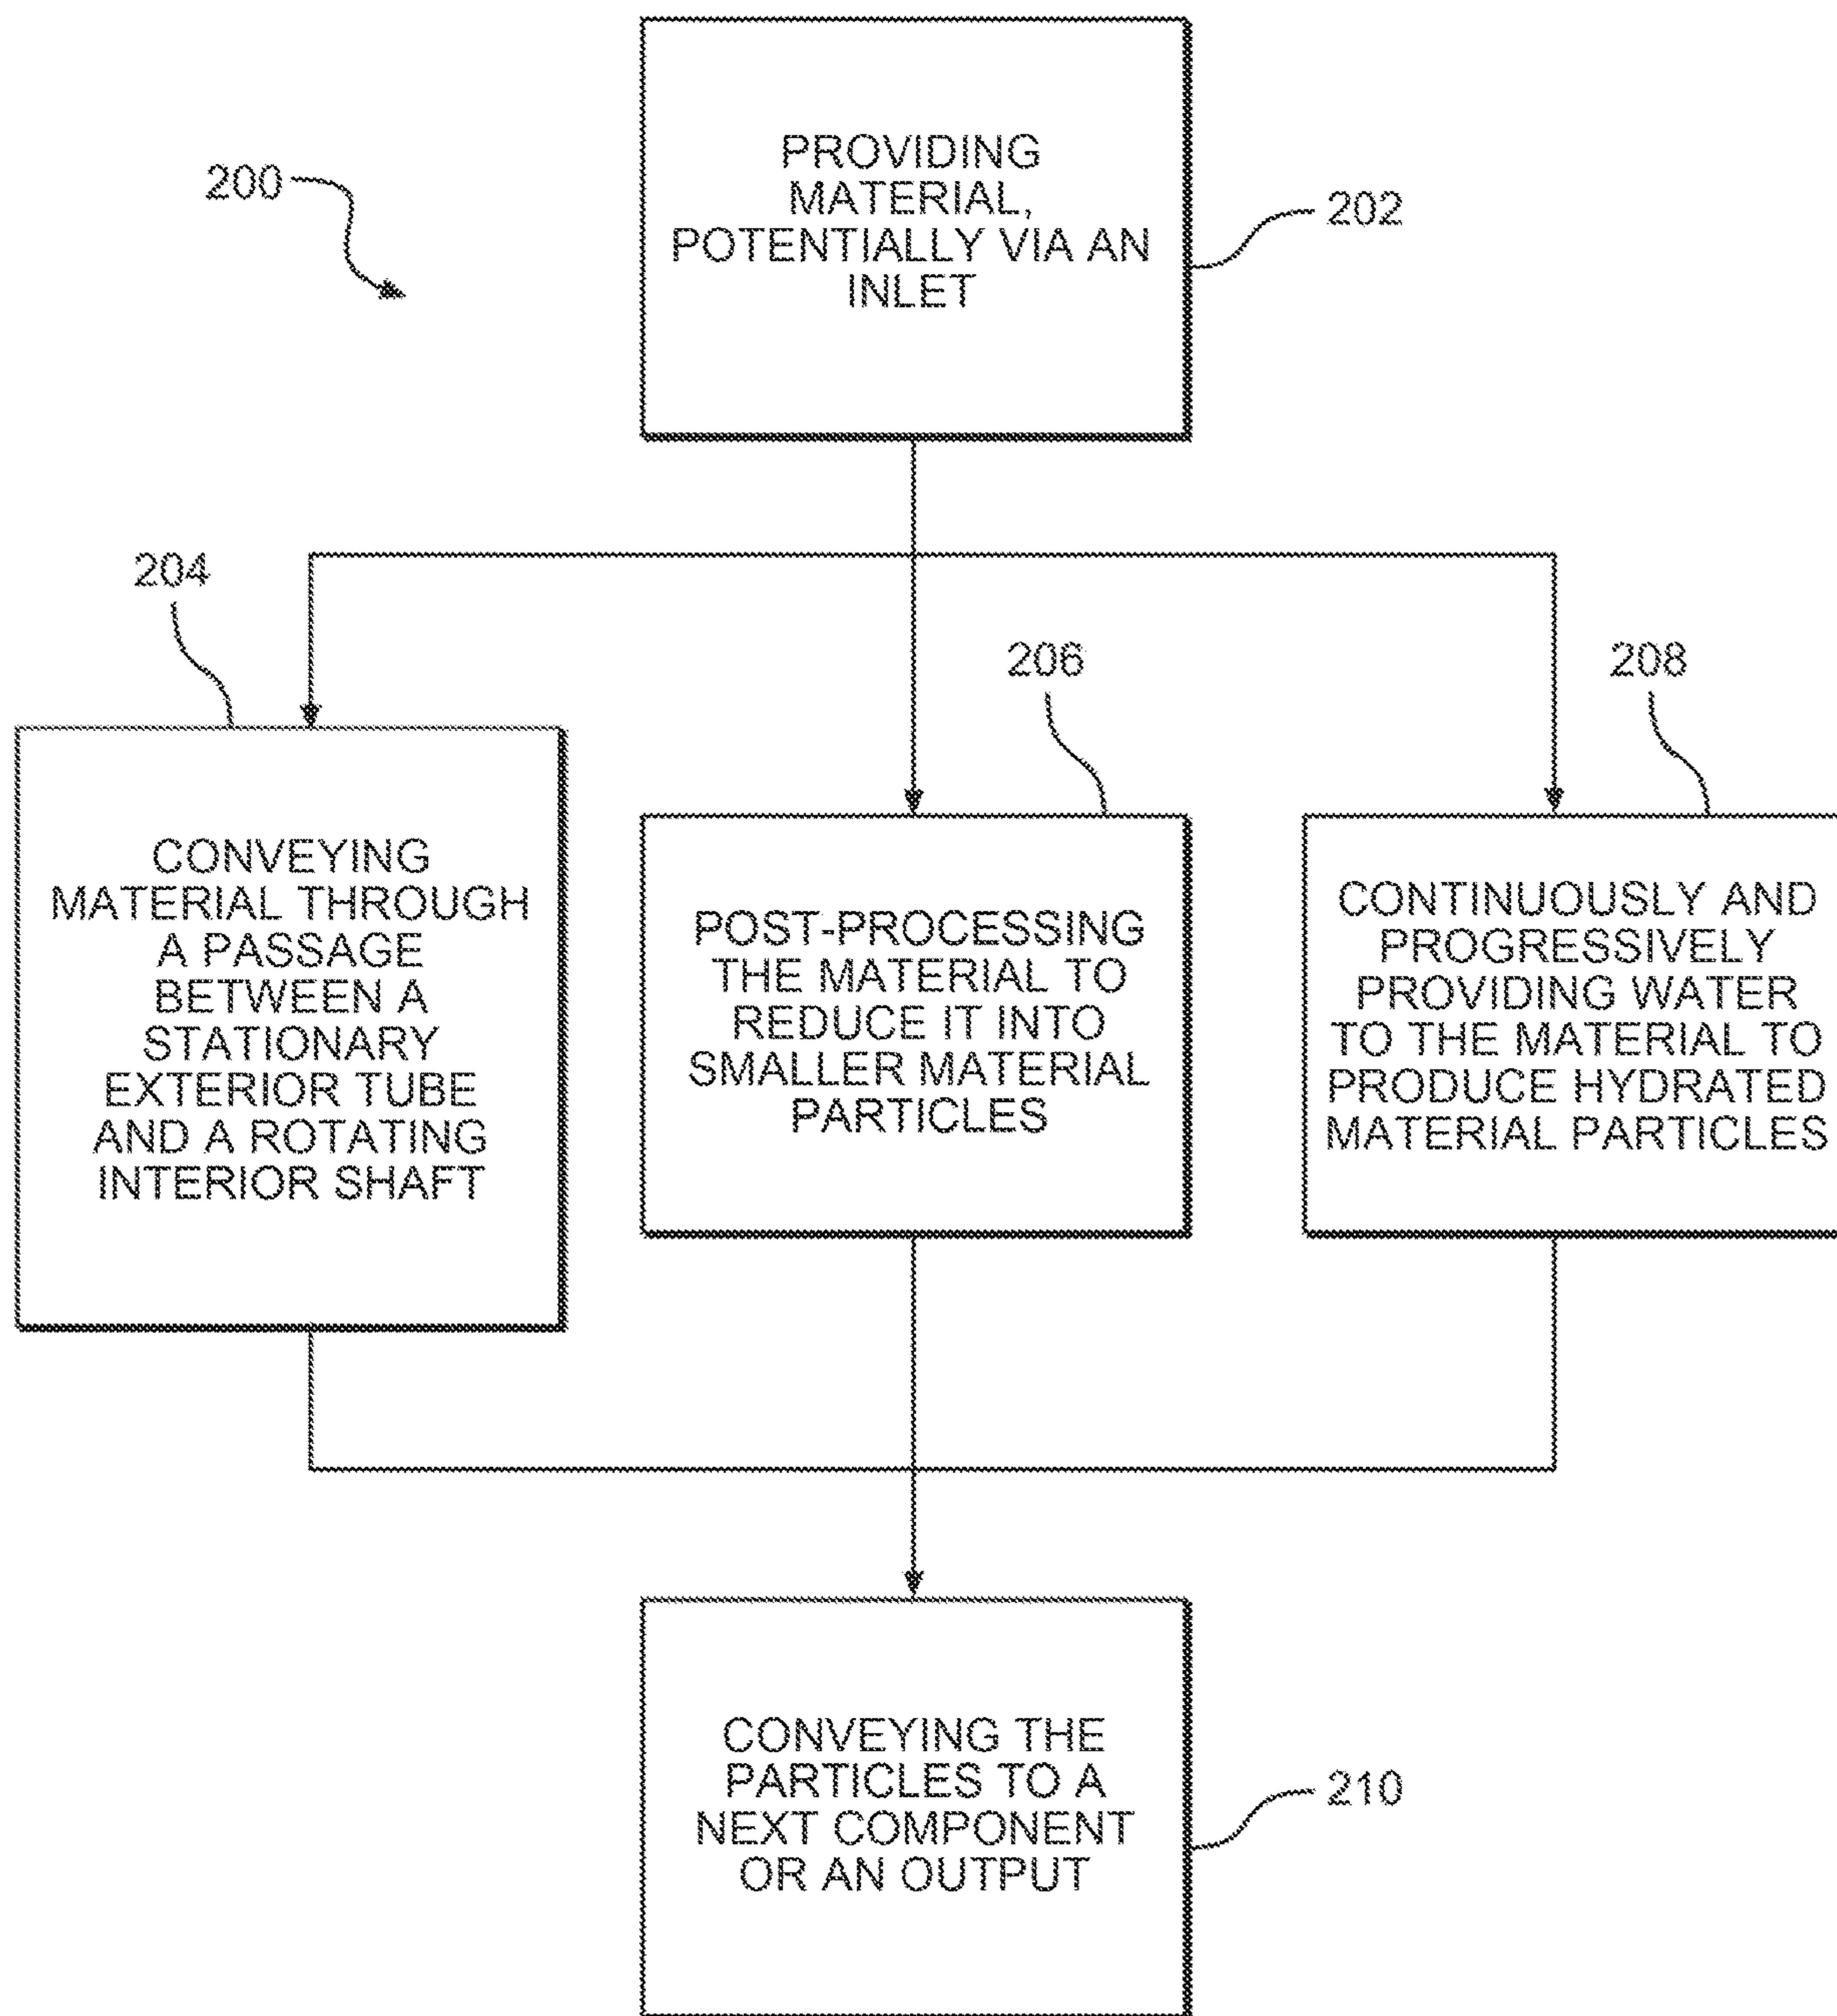 200
PROVIDING
MATERIAL,
POTENTIALLY VIA AN
INLET
202
204
CONVEYING
MATERIAL THROUGH
A PASSAGE
BETWEEN A
STATIONARY
EXTERIOR TUBE
AND A ROTATING
INTERIOR SHAFT
206
POST-PROCESSING
THE MATERIAL TO
REDUCE IT INTO
SMALLER MATERIAL
PARTICLES
208
CONTINUOUSLY AND
PROGRESSIVELY
PROVIDING WATER
TO THE MATERIAL TO
PRODUCE HYDRATED
MATERIAL PARTICLES
CONVEYING THE
PARTICLES TO A
NEXT COMPONENT
OR AN OUTPUT
210